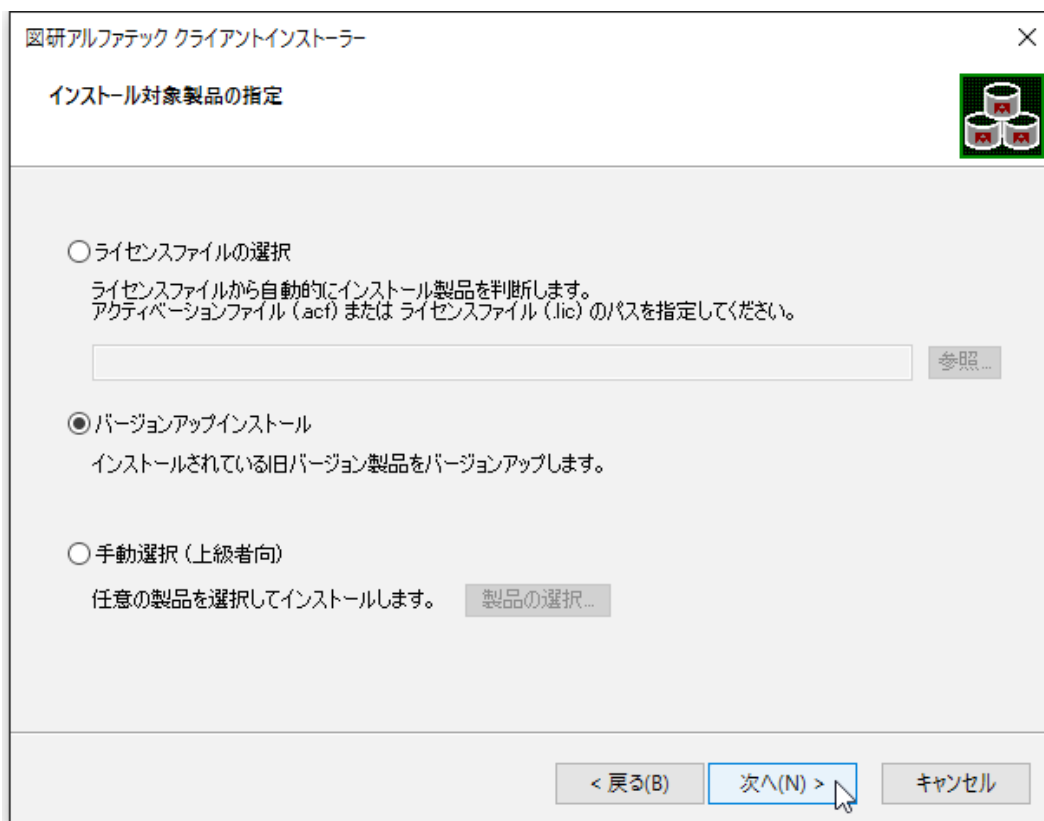 図研アルファテック クライアントインストーラー
インストール対象製品の指定
ライセンスファイルの選択
ライセンスファイルから自動的にインストール製品を判断します。
アクティベーションファイル (.acf) または ライセンスファイル (.lic) のパスを指定してください。
参照...
バージョンアップインストール
インストールされている旧バージョン製品をバージョンアップします。
手動選択 (上級者向)
任意の製品を選択してインストールします。
製品の選択...
< 戻る(B)
次へ(N) >
キャンセル